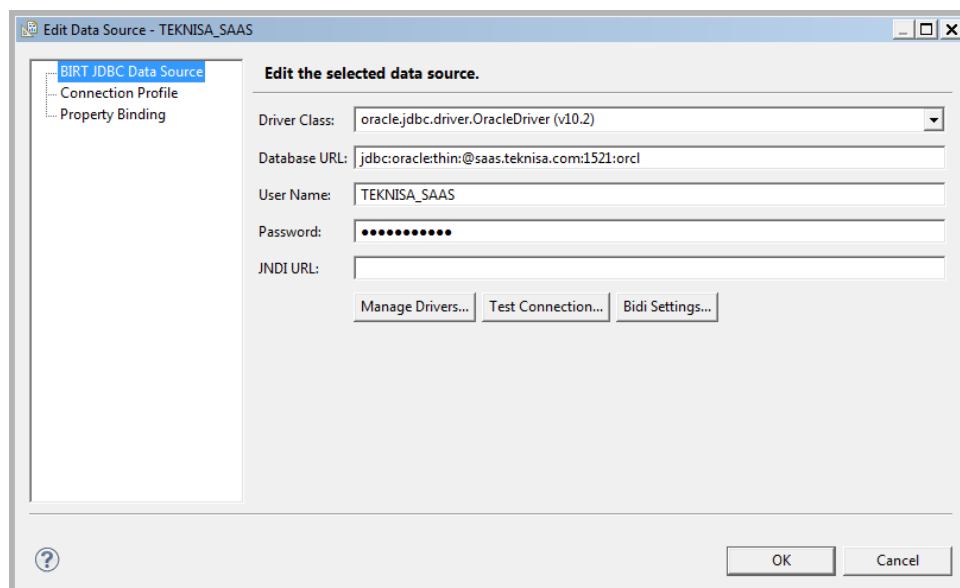 Edit Data Source - TEKNISA_SAAS
BIRT JDBC Data Source
Connection Profile
Property Binding
Edit the selected data source.
Driver Class: oracle.jdbc.driver.OracleDriver (v10.2)
Database URL: jdbc:oracle:thin:@saas.teknisa.com:1521:orcl
User Name: TEKNISA_SAAS
Password: ●●●●●●●●●●●
JNDI URL:
Manage Drivers... Test Connection... Bidi Settings...
?
OK Cancel